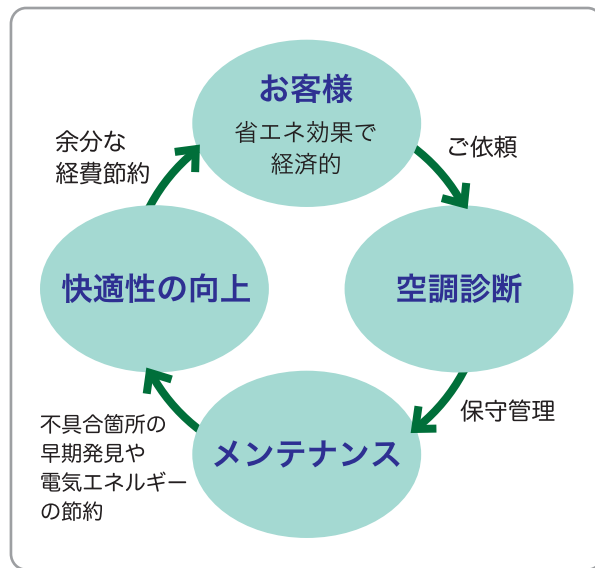 お客様
省エネ効果で
経済的
ご依頼
空調診断
保守管理
メンテナンス
不具合箇所の
早期発見や
電気エネルギー
の節約
快適性の向上
余分な
経費節約